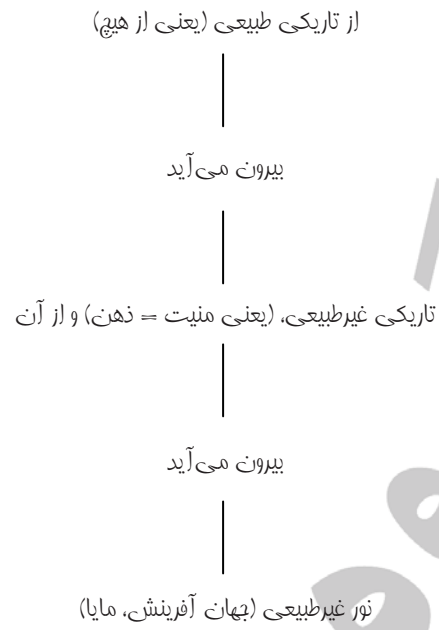 از تاریکی طبیعی (یعنی از هیچ)
بیرون می‌آید
تاریکی غیرطبیعی، (یعنی منیت = ذهن) و از آن
بیرون می‌آید
نور غیرطبیعی (جهان آفرینش، مایا)